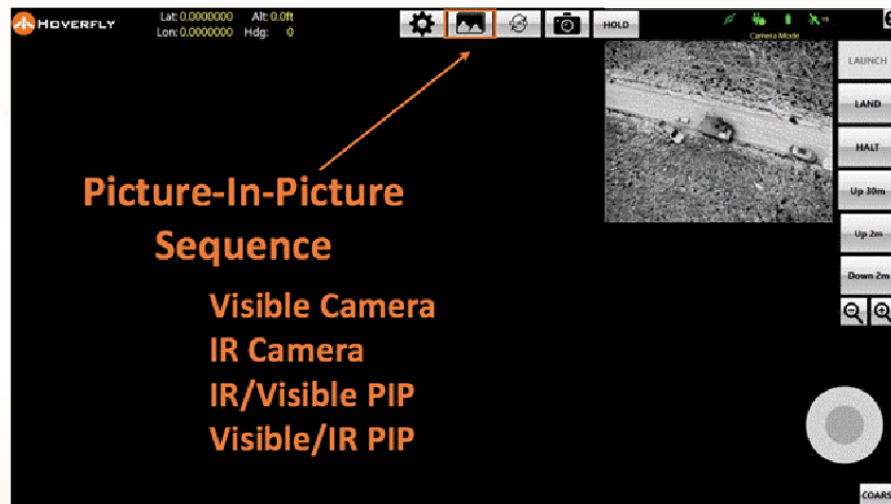 HOVERFLY
Lat: 0.0000000 Alt: 0.0ft
Lon: 0.0000000 Hdg: 0
HOLD
Camera Mode
LAUNCH
LAND
HALT
Up 30m
Up 2m
Down 2m
Picture-In-Picture
Sequence
Visible Camera
IR Camera
IR/Visible PIP
Visible/IR PIP